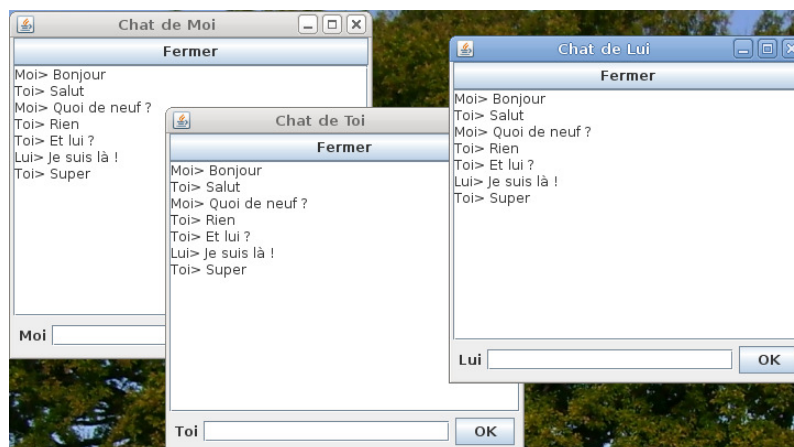 Chat de Moi
Fermer
Moi> Bonjour
Toi> Salut
Moi> Quoi de neuf ?
Toi> Rien
Toi> Et lui ?
Lui> Je suis là !
Toi> Super
Moi
Chat de Toi
Fermer
Moi> Bonjour
Toi> Salut
Moi> Quoi de neuf ?
Toi> Rien
Toi> Et lui ?
Lui> Je suis là !
Toi> Super
Toi
OK
Chat de Lui
Fermer
Moi> Bonjour
Toi> Salut
Moi> Quoi de neuf ?
Toi> Rien
Toi> Et lui ?
Lui> Je suis là !
Toi> Super
Lui
OK